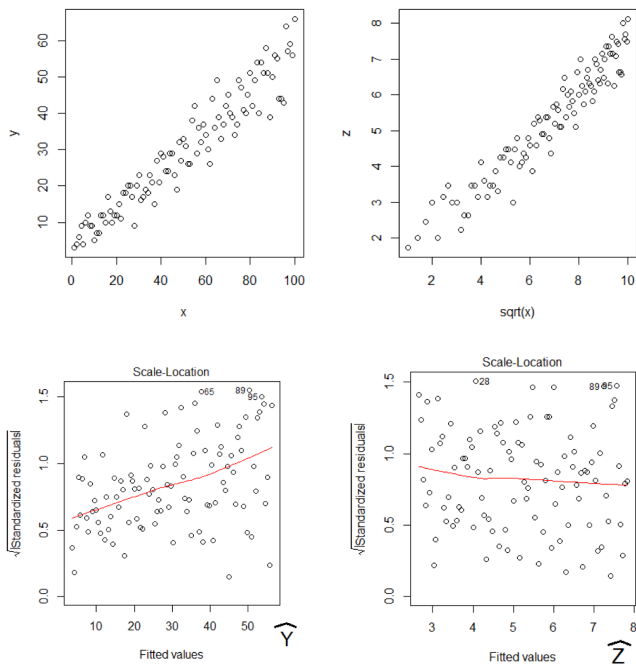 y
10 20 30 40 50 60
0 20 40 60 80 100
x
z
2 3 4 5 6 7 8
2 4 6 8 10
sqrt(x)
Scale-Location
√|Standardized residuals|
0.0 0.5 1.0 1.5
65
89
95
10 20 30 40 50
Fitted values
Ŷ
Scale-Location
√|Standardized residuals|
0.0 0.5 1.0 1.5
28
89
95
3 4 5 6 7 8
Fitted values
Ẑ